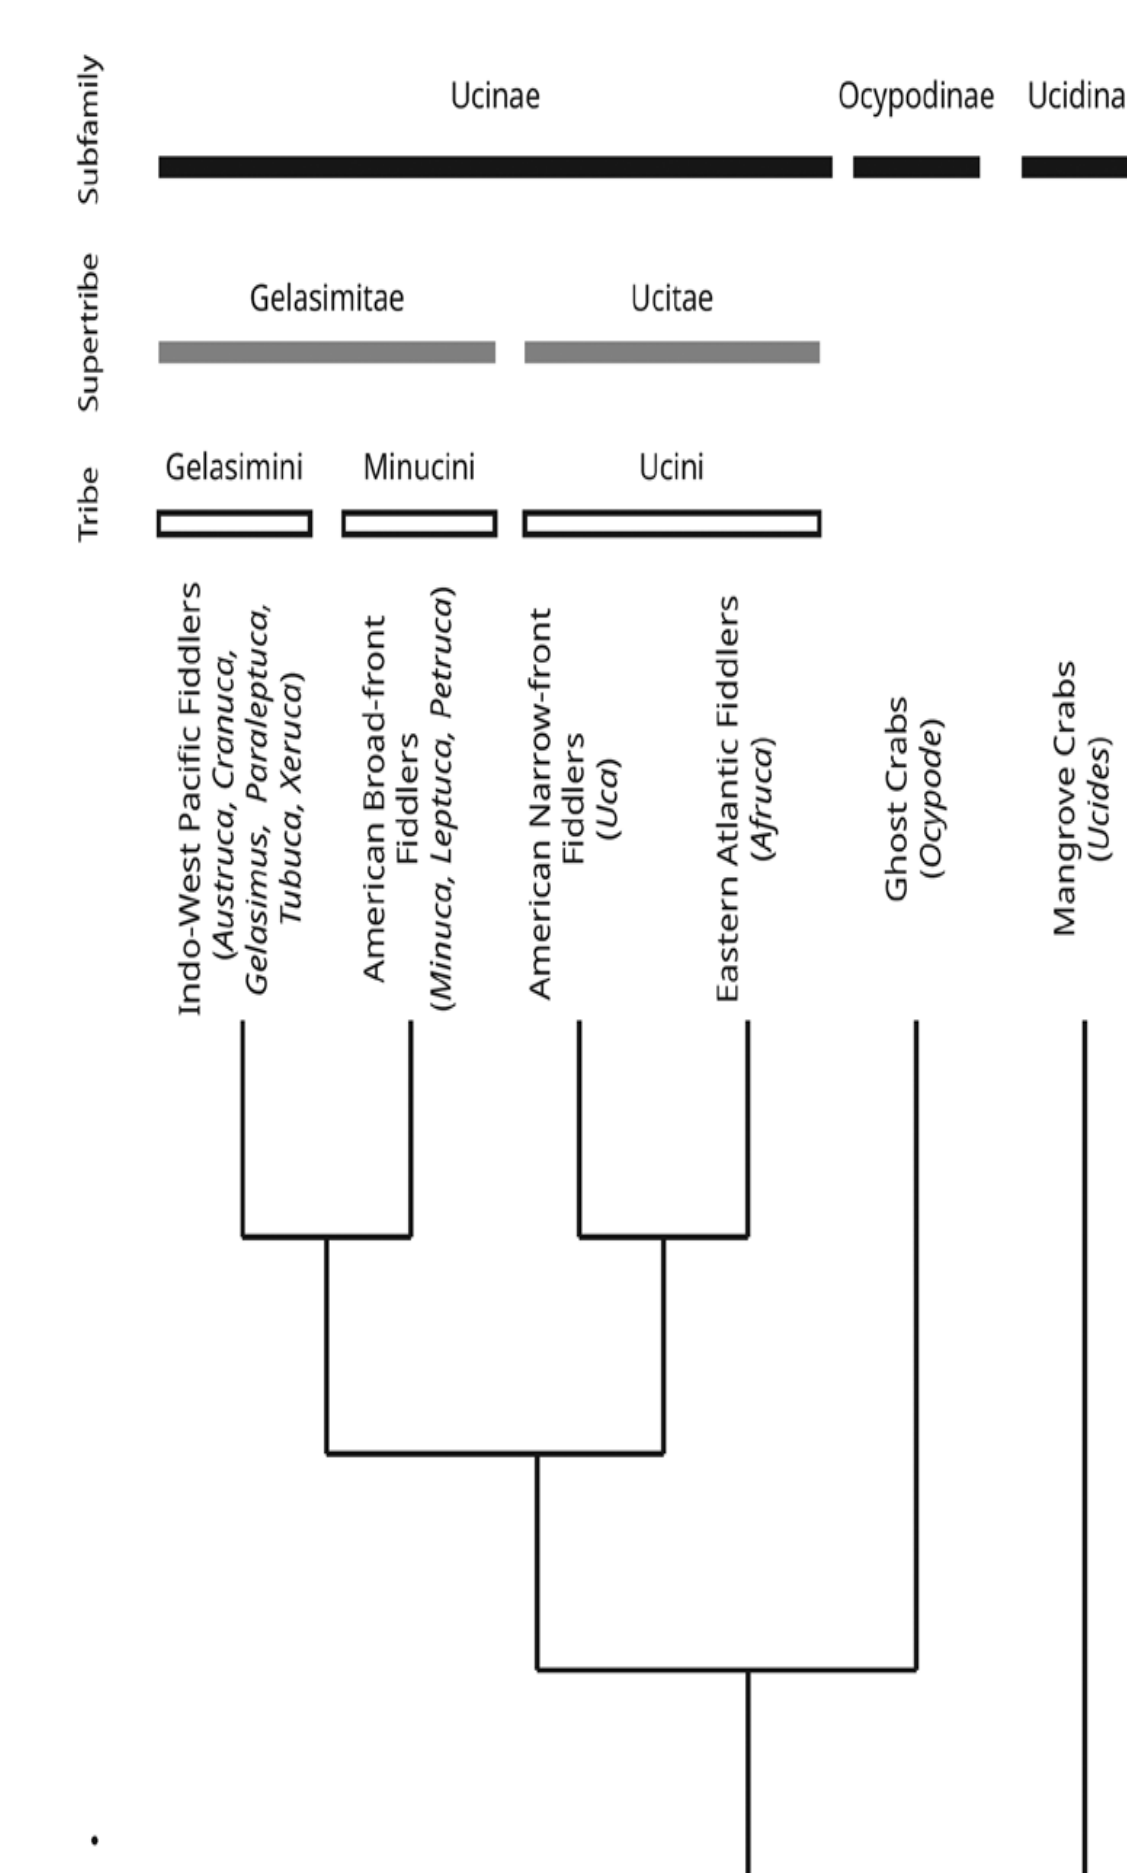 Subfamily
Ucinae
Ocypodinae
Ucidina
Supertribe
Gelasimitae
Ucitae
Tribe
Gelasimini
Minucini
Ucini
Indo-West Pacific Fiddlers
(Austruca, Cranuca,
Gelasimus, Paraleptuca,
Tubuca, Xeruca)
American Broad-front
Fiddlers
(Minuca, Leptuca, Petruca)
American Narrow-front
Fiddlers
(Uca)
Eastern Atlantic Fiddlers
(Afruca)
Ghost Crabs
(Ocypode)
Mangrove Crabs
(Ucides)